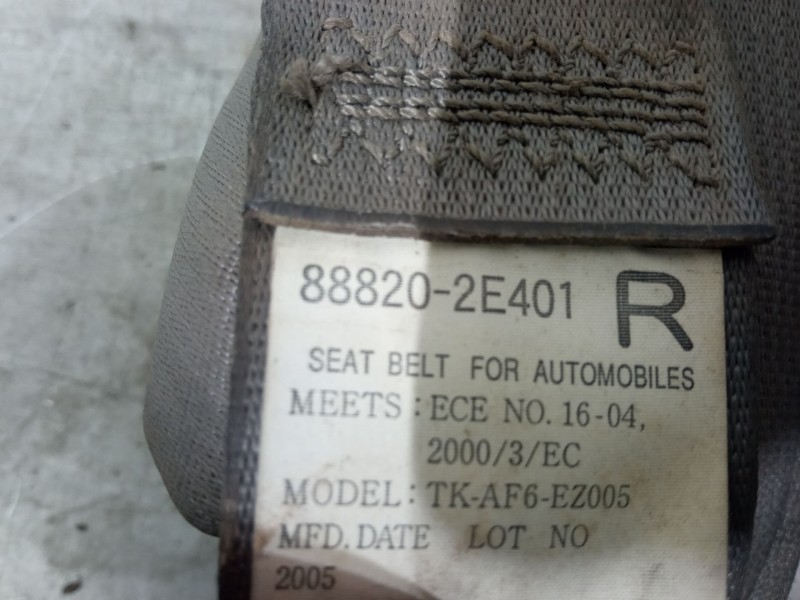 88820-2E401 R
SEAT BELT FOR AUTOMOBILES
MEETS : ECE NO. 16-04,
2000/3/EC
MODEL : TK-AF6-EZ005
MFD. DATE LOT NO
2005